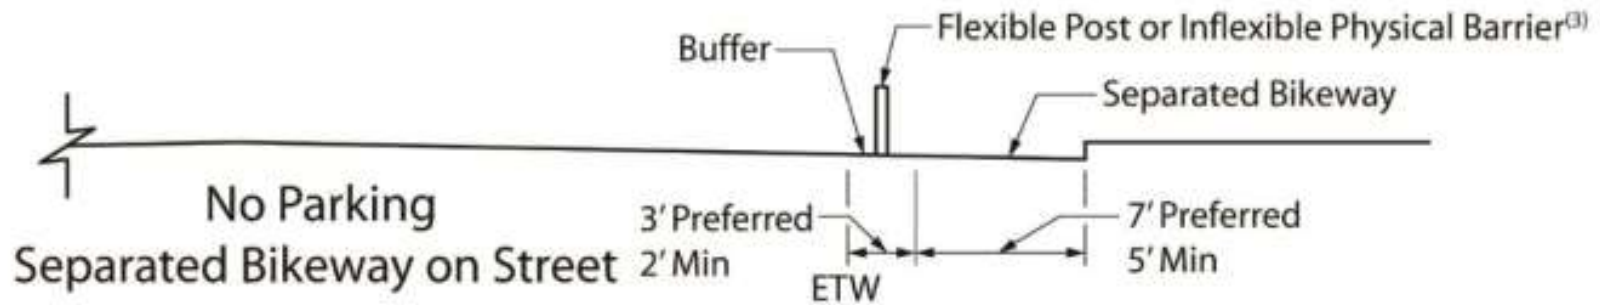 Flexible Post or Inflexible Physical Barrier(3)
Buffer
Separated Bikeway
No Parking
Separated Bikeway on Street
3' Preferred
2' Min
7' Preferred
5' Min
ETW